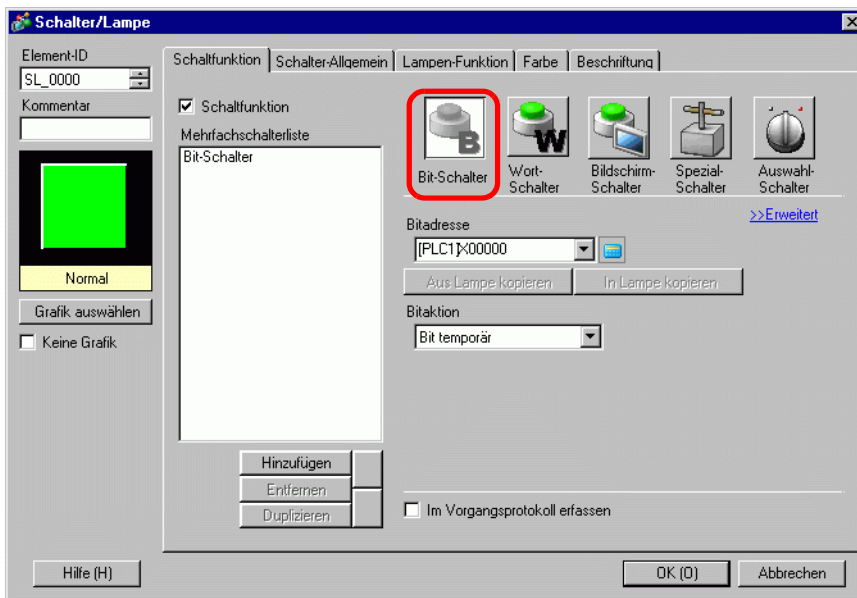 Schalter/Lampe
Element-ID
SL_0000
Kommentar
Normal
Grafik auswählen
Keine Grafik
Schaltfunktion
Schalter-Allgemein
Lampen-Funktion
Farbe
Beschriftung
Schaltfunktion
Mehrfachschalterliste
Bit-Schalter
Hinzufügen
Entfernen
Duplizieren
B
Bit-Schalter
W
Wort-
Schalter
Bildschirm-
Schalter
Spezial-
Schalter
Auswahl-
Schalter
>>Erweitert
Bitadresse
[PLC1]X00000
Aus Lampe kopieren
In Lampe kopieren
Bitaktion
Bit temporär
Im Vorgangsprotokoll erfassen
Hilfe (H)
OK (O)
Abbrechen